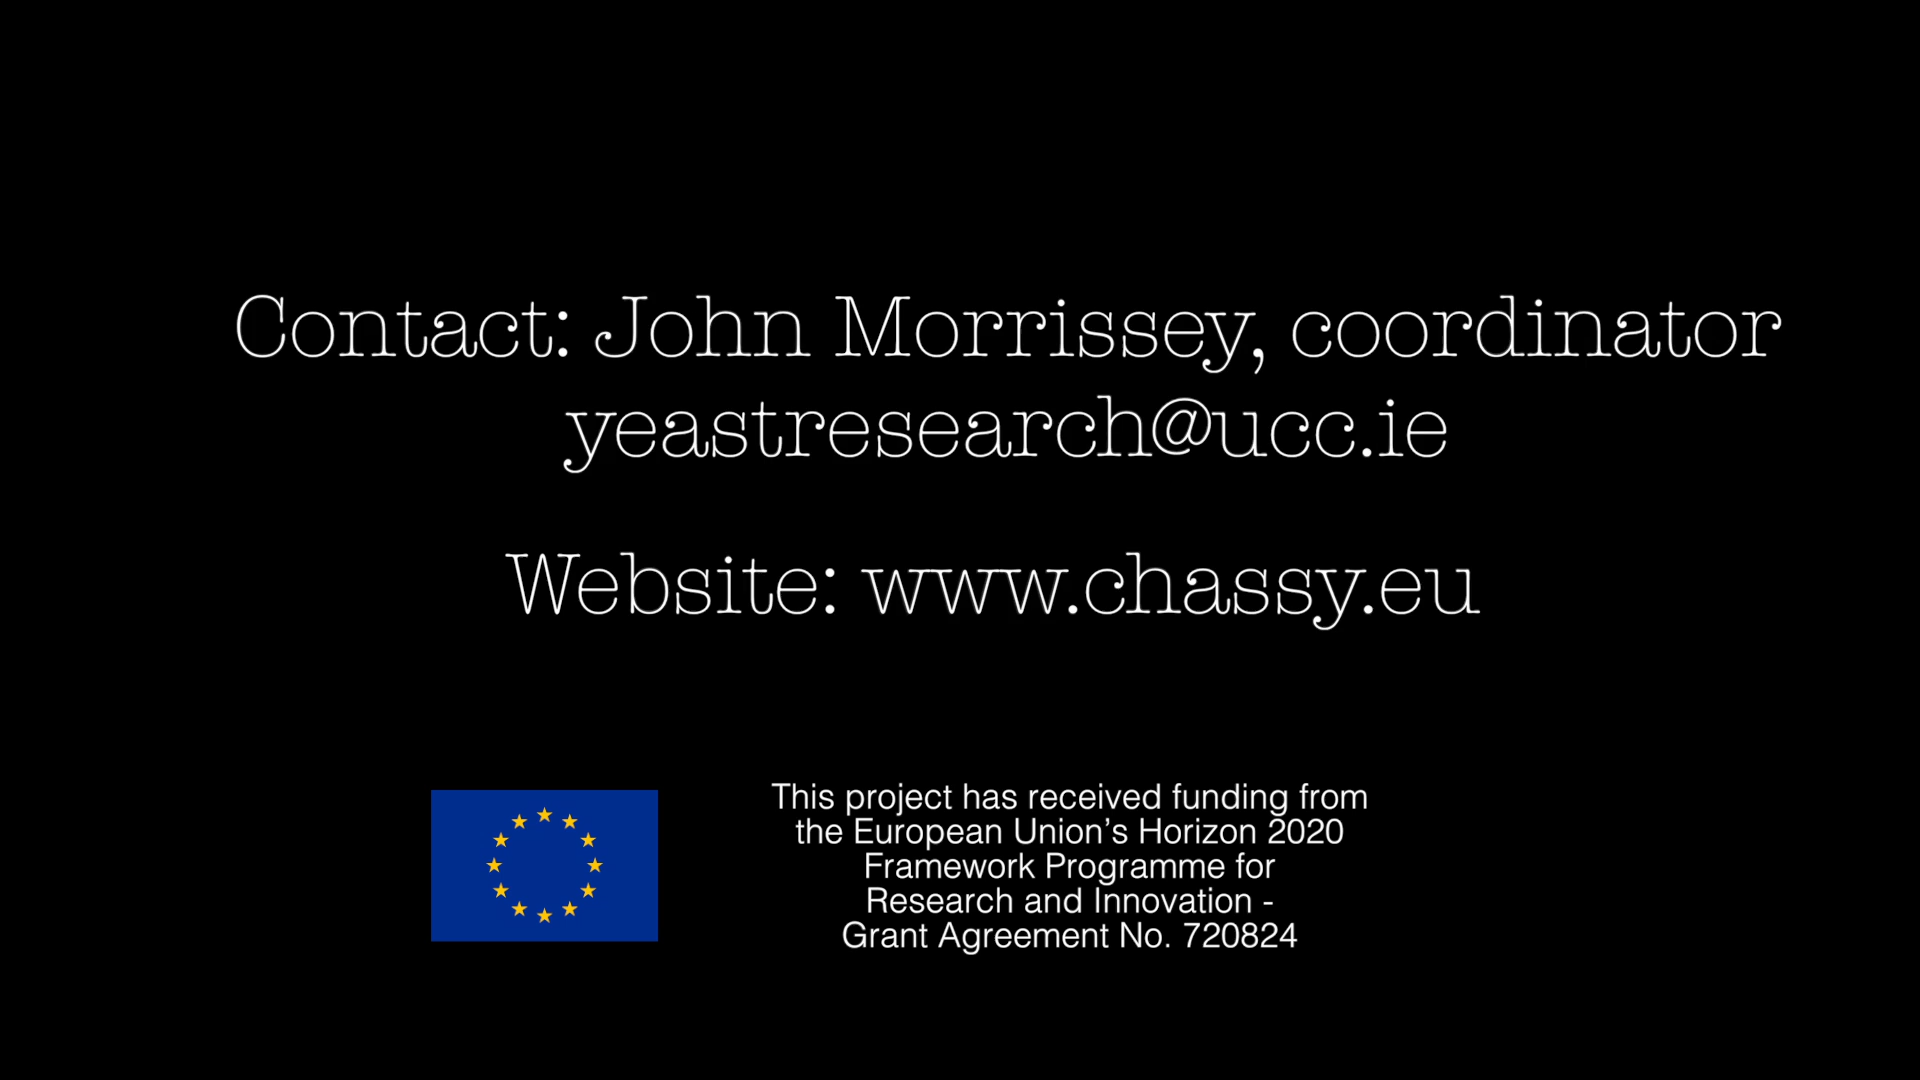 Contact: John Morrissey, coordinator
yeastresearch@ucc.ie
Website: www.chassy.eu
This project has received funding from
the European Union’s Horizon 2020
Framework Programme for
Research and Innovation -
Grant Agreement No. 720824